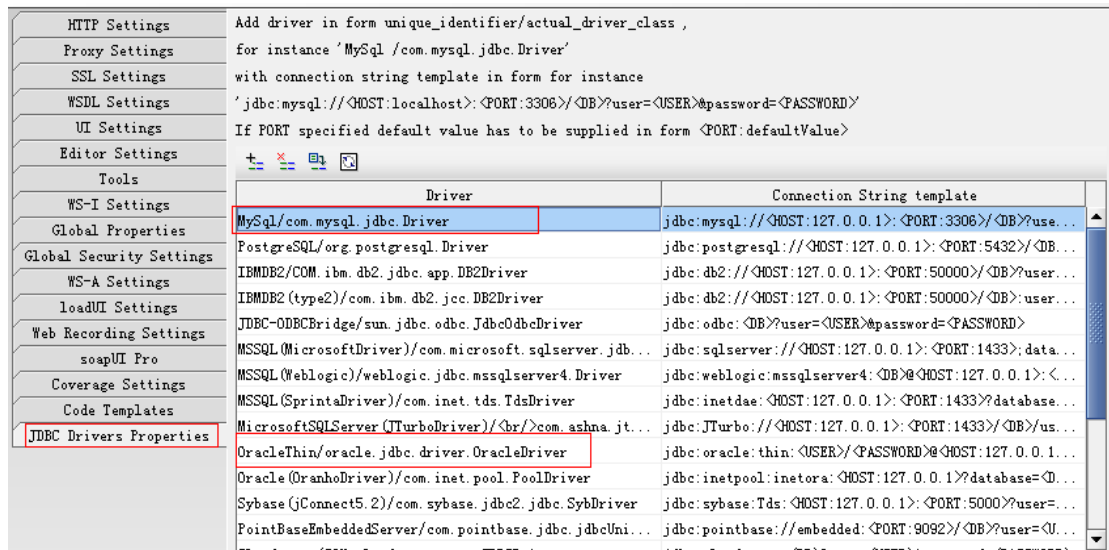 HTTP Settings
Proxy Settings
SSL Settings
WSDL Settings
UI Settings
Editor Settings
Tools
WS-I Settings
Global Properties
Global Security Settings
WS-A Settings
loadUI Settings
Web Recording Settings
soapUI Pro
Coverage Settings
Code Templates
JDBC Drivers Properties
Add driver in form unique_identifier/actual_driver_class ,
for instance 'MySql /com.mysql.jdbc.Driver'
with connection string template in form for instance
'jdbc:mysql://<HOST:localhost>:<PORT:3306>/<DB>?user=<USER>&password=<PASSWORD>'
If PORT specified default value has to be supplied in form <PORT:defaultValue>
Driver Connection String template
MySql/com.mysql.jdbc.Driver jdbc:mysql://<HOST:127.0.0.1>:<PORT:3306>/<DB>?use...
PostgreSQL/org.postgresql.Driver jdbc:postgresql://<HOST:127.0.0.1>:<PORT:5432>/<DB...
IBMDB2/COM.ibm.db2.jdbc.app.DB2Driver jdbc:db2://<HOST:127.0.0.1>:<PORT:50000>/<DB>?user...
IBMDB2(type2)/com.ibm.db2.jcc.DB2Driver jdbc:db2://<HOST:127.0.0.1>:<PORT:50000>/<DB>:user...
JDBC-ODBCBridge/sun.jdbc.odbc.JdbcOdbcDriver jdbc:odbc:<DB>?user=<USER>&password=<PASSWORD>
MSSQL(MicrosoftDriver)/com.microsoft.sqlserver.jdb... jdbc:sqlserver://<HOST:127.0.0.1>:<PORT:1433>;data...
MSSQL(Weblogic)/weblogic.jdbc.mssqlserver4.Driver jdbc:weblogic:mssqlserver4:<DB>@<HOST:127.0.0.1>:<...
MSSQL(SprintaDriver)/com.inet.tds.TdsDriver jdbc:inetdae:<HOST:127.0.0.1>:<PORT:1433>?database...
MicrosoftSQLServer(JTurboDriver)/<br/>com.ashna.jt... jdbc:JTurbo://<HOST:127.0.0.1>:<PORT:1433>/<DB>/us...
OracleThin/oracle.jdbc.driver.OracleDriver jdbc:oracle:thin:<USER>/<PASSWORD>@<HOST:127.0.0.1...
Oracle(OranhoDriver)/com.inet.pool.PoolDriver jdbc:inetpool:inetora:<HOST:127.0.0.1>?database=<D...
Sybase(jConnect5.2)/com.sybase.jdbc2.jdbc.SybDriver jdbc:sybase:Tds:<HOST:127.0.0.1>:<PORT:5000>?user=...
PointBaseEmbeddedServer/com.pointbase.jdbc.jdbcUni... jdbc:pointbase://embedded:<PORT:9092>/<DB>?user=<U...